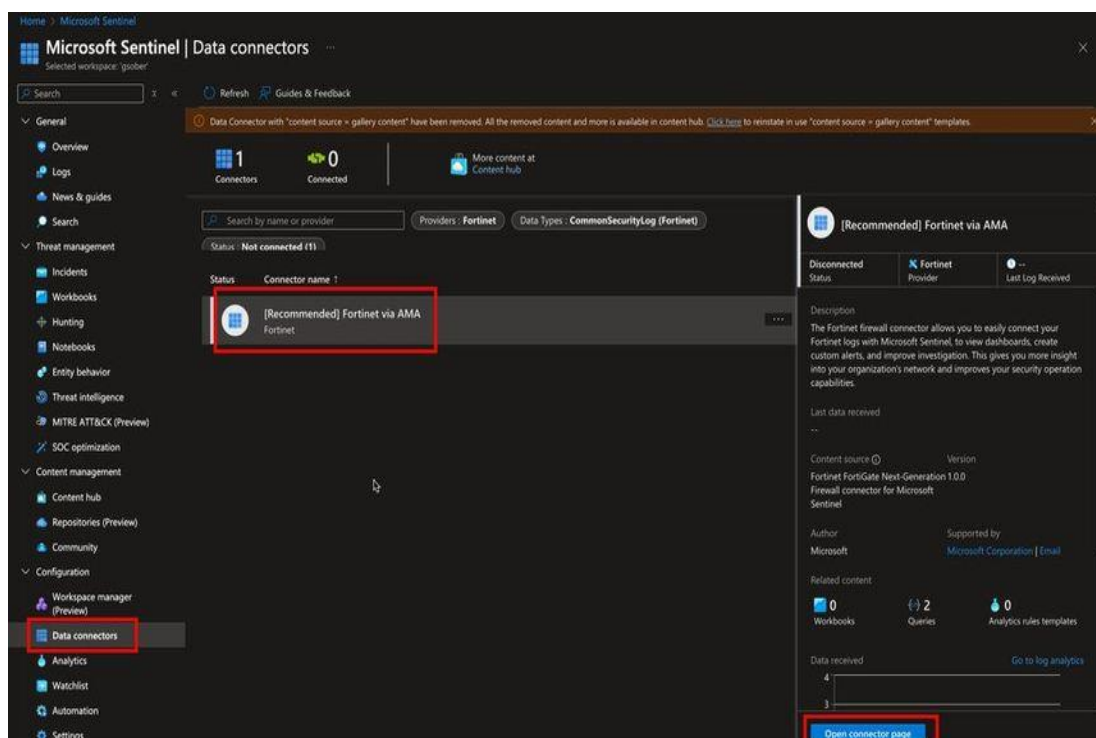 Home > Microsoft Sentinel
Microsoft Sentinel | Data connectors ...
Selected workspace: 'gsober'
Search
General
Overview
Logs
News & guides
Search
Threat management
Incidents
Workbooks
Hunting
Notebooks
Entity behavior
Threat intelligence
MITRE ATT&CK (Preview)
SOC optimization
Content management
Content hub
Repositories (Preview)
Community
Configuration
Workspace manager
(Preview)
Data connectors
Analytics
Watchlist
Automation
Settings
Refresh Guides & Feedback
Data Connector with "content source = gallery content" have been removed. All the removed content and more is available in content hub. Click here to reinstate in use "content source = gallery content" templates.
1
Connectors
0
Connected
More content at
Content hub
Search by name or provider
Providers : Fortinet
Data Types : CommonSecurityLog (Fortinet)
Status : Not connected (1)
Status Connector name ↑
[Recommended] Fortinet via AMA
Fortinet
...
[Recommended] Fortinet via AMA
Disconnected
Status
Fortinet
Provider
--
Last Log Received
Description
The Fortinet firewall connector allows you to easily connect your
Fortinet logs with Microsoft Sentinel, to view dashboards, create
custom alerts, and improve investigation. This gives you more insight
into your organization's network and improves your security operation
capabilities.
Last data received
--
Content source
Fortinet FortiGate Next-Generation
Firewall connector for Microsoft
Sentinel
Version
1.0.0
Author
Microsoft
Supported by
Microsoft Corporation | Email
Related content
0
Workbooks
2
Queries
0
Analytics rules templates
Data received Go to log analytics
4
3
Open connector page